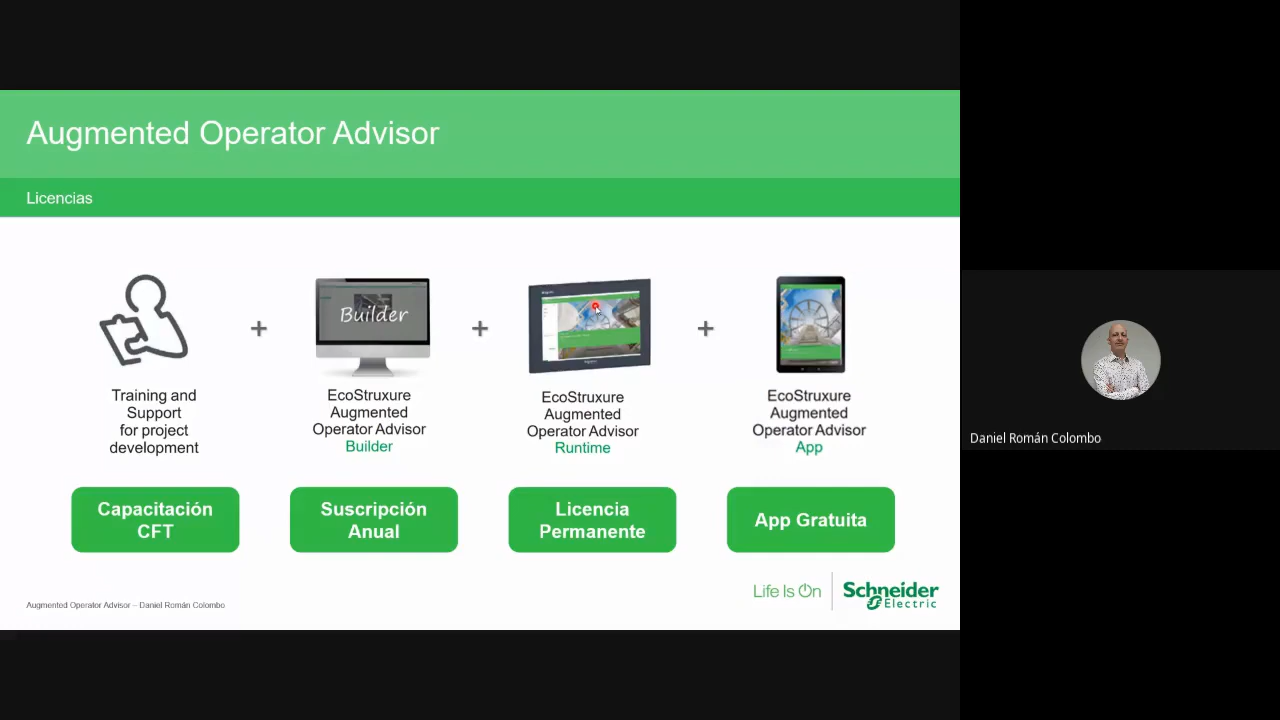 Augmented Operator Advisor
Licencias
Builder
Training and
Support
for project
development
EcoStruxure
Augmented
Operator Advisor
Builder
EcoStruxure
Augmented
Operator Advisor
Runtime
EcoStruxure
Augmented
Operator Advisor
App
Capacitación
CFT
Suscripción
Anual
Licencia
Permanente
App Gratuita
Augmented Operator Advisor – Daniel Román Colombo
Life Is On
Schneider
Electric
Daniel Román Colombo